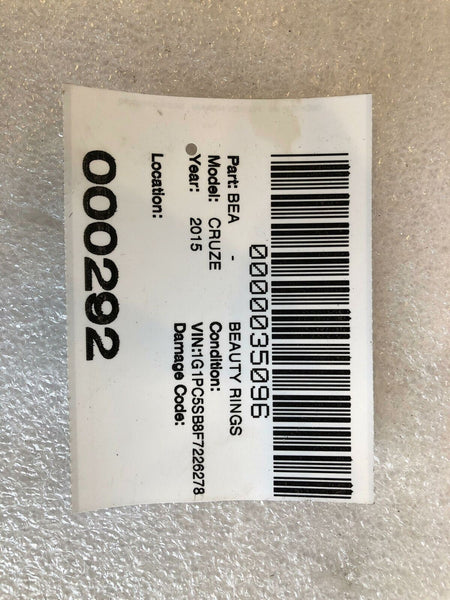 0000035096
Part: BEA - BEAUTY RINGS
Model: CRUZE Condition:
Year: 2015 VIN:1G1PC5SB8F7226278
Damage Code:
Location:
000292